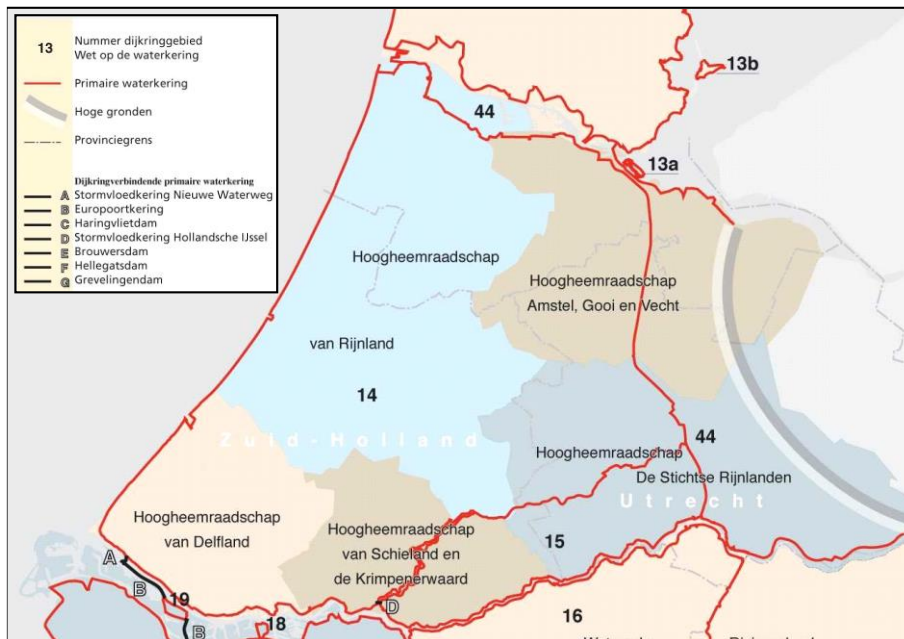 13 Nummer dijkringgebied
Wet op de waterkering
Primaire waterkering
Hoge gronden
Provinciegrens
Dijkringverbindende primaire waterkering
A Stormvloedkering Nieuwe Waterweg
B Europoortkering
C Haringvlietdam
D Stormvloedkering Hollandsche IJssel
E Brouwersdam
F Hellegatsdam
G Grevelingendam
13b
44
13a
Hoogheemraadschap
Hoogheemraadschap
Amstel, Gooi en Vecht
van Rijnland
14
44
Zuid-Holland
Hoogheemraadschap
De Stichtse Rijnlanden
Utrecht
Hoogheemraadschap
van Delfland
Hoogheemraadschap
van Schieland en
de Krimpenerwaard
15
A
B
19
D
18
16
B